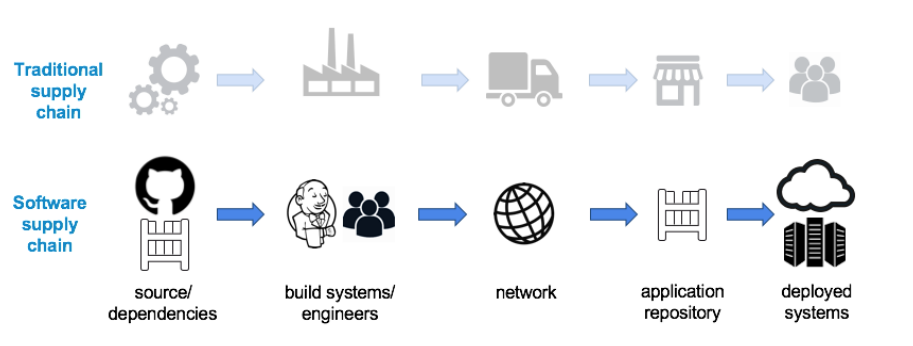 Traditional
supply
chain
Software
supply
chain
source/
dependencies
build systems/
engineers
network
application
repository
deployed
systems